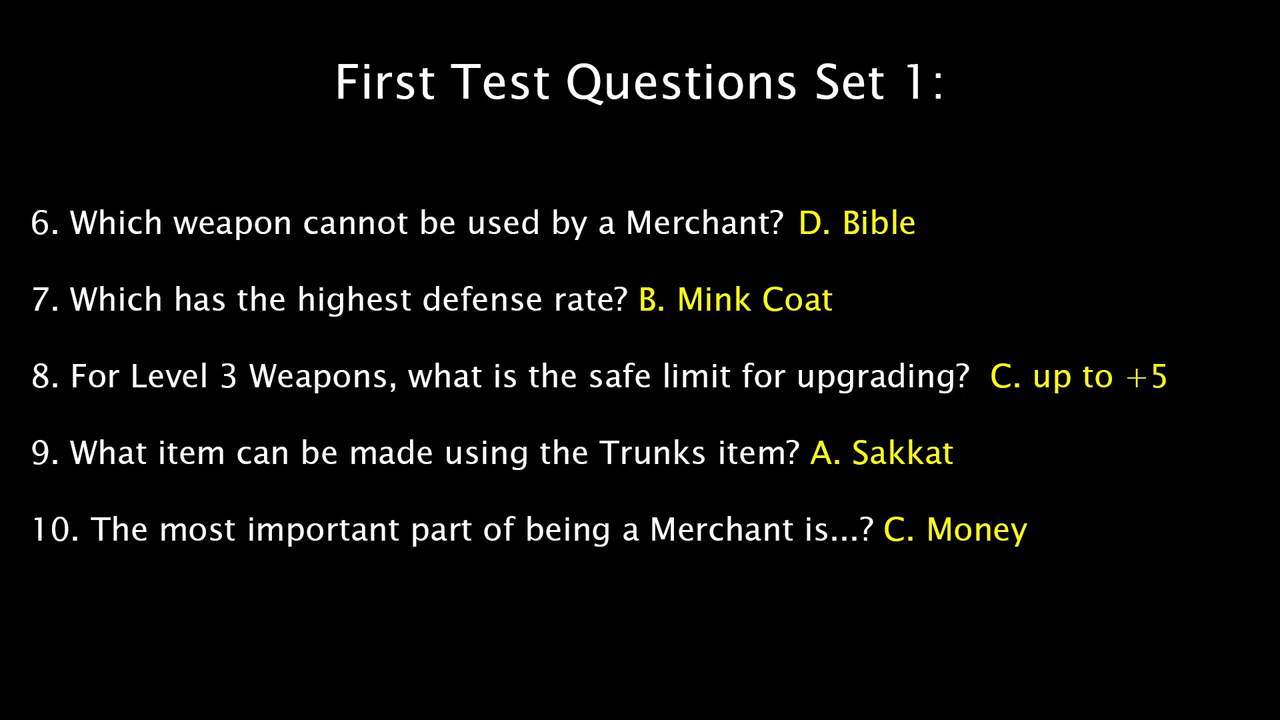 First Test Questions Set 1:
6. Which weapon cannot be used by a Merchant? D. Bible
7. Which has the highest defense rate? B. Mink Coat
8. For Level 3 Weapons, what is the safe limit for upgrading? C. up to +5
9. What item can be made using the Trunks item? A. Sakkat
10. The most important part of being a Merchant is...? C. Money